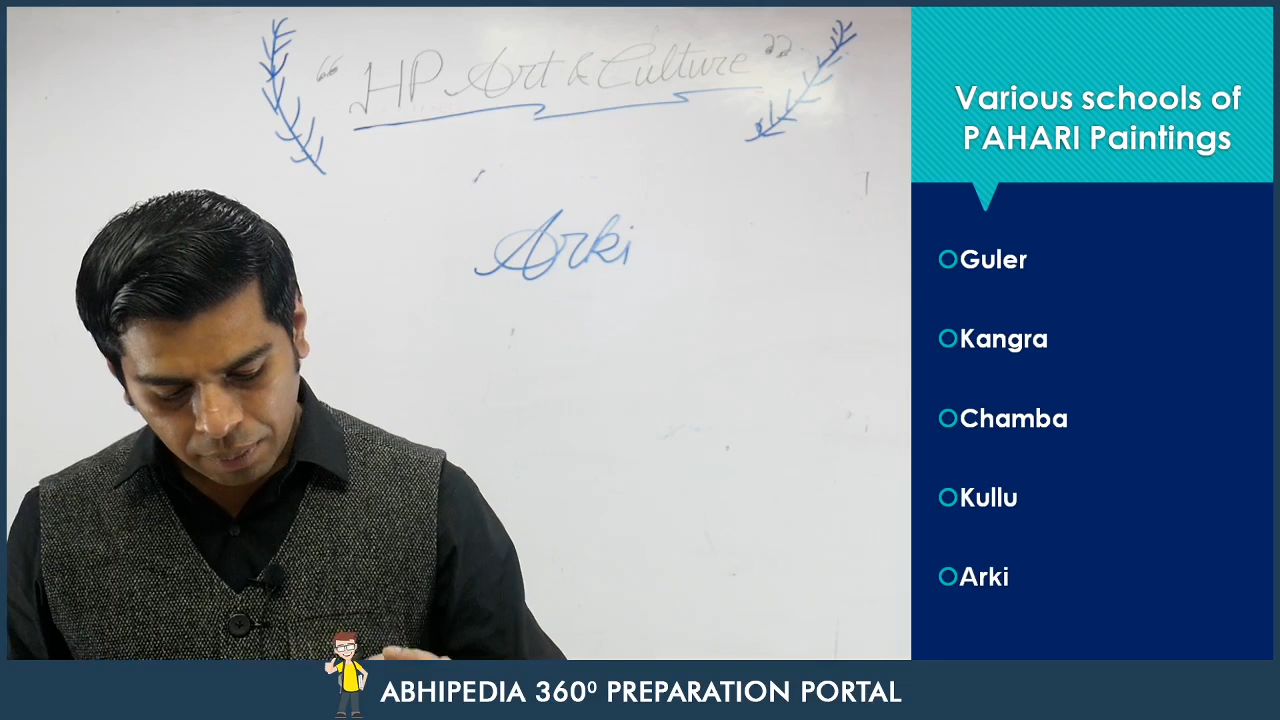 “HP Art & Culture”
Arki
Various schools of
PAHARI Paintings
Guler
Kangra
Chamba
Kullu
Arki
ABHIPEDIA 360⁰ PREPARATION PORTAL